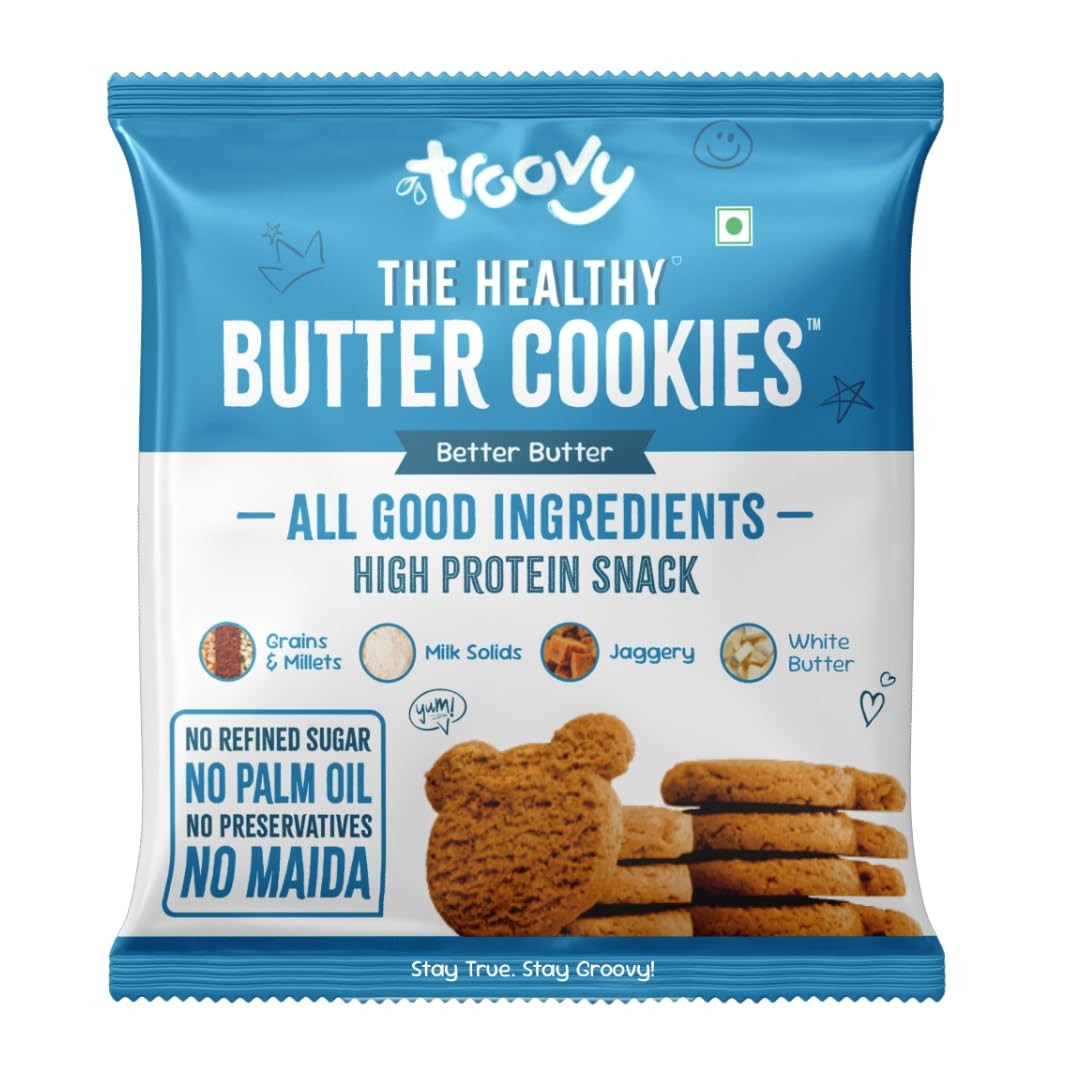 troovy
THE HEALTHY
BUTTER COOKIES™
Better Butter
ALL GOOD INGREDIENTS
HIGH PROTEIN SNACK
Grains
& Millets
Milk Solids
Jaggery
White
Butter
yum!
NO REFINED SUGAR
NO PALM OIL
NO PRESERVATIVES
NO MAIDA
Stay True. Stay Groovy!